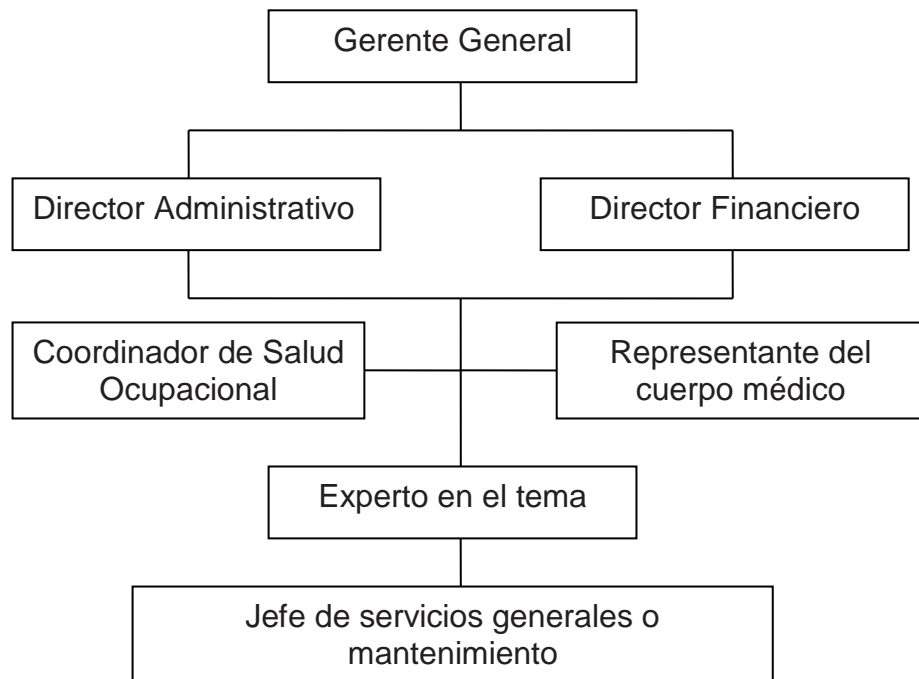 Gerente General
Director Administrativo
Director Financiero
Coordinador de Salud
Ocupacional
Representante del
cuerpo médico
Experto en el tema
Jefe de servicios generales o
mantenimiento